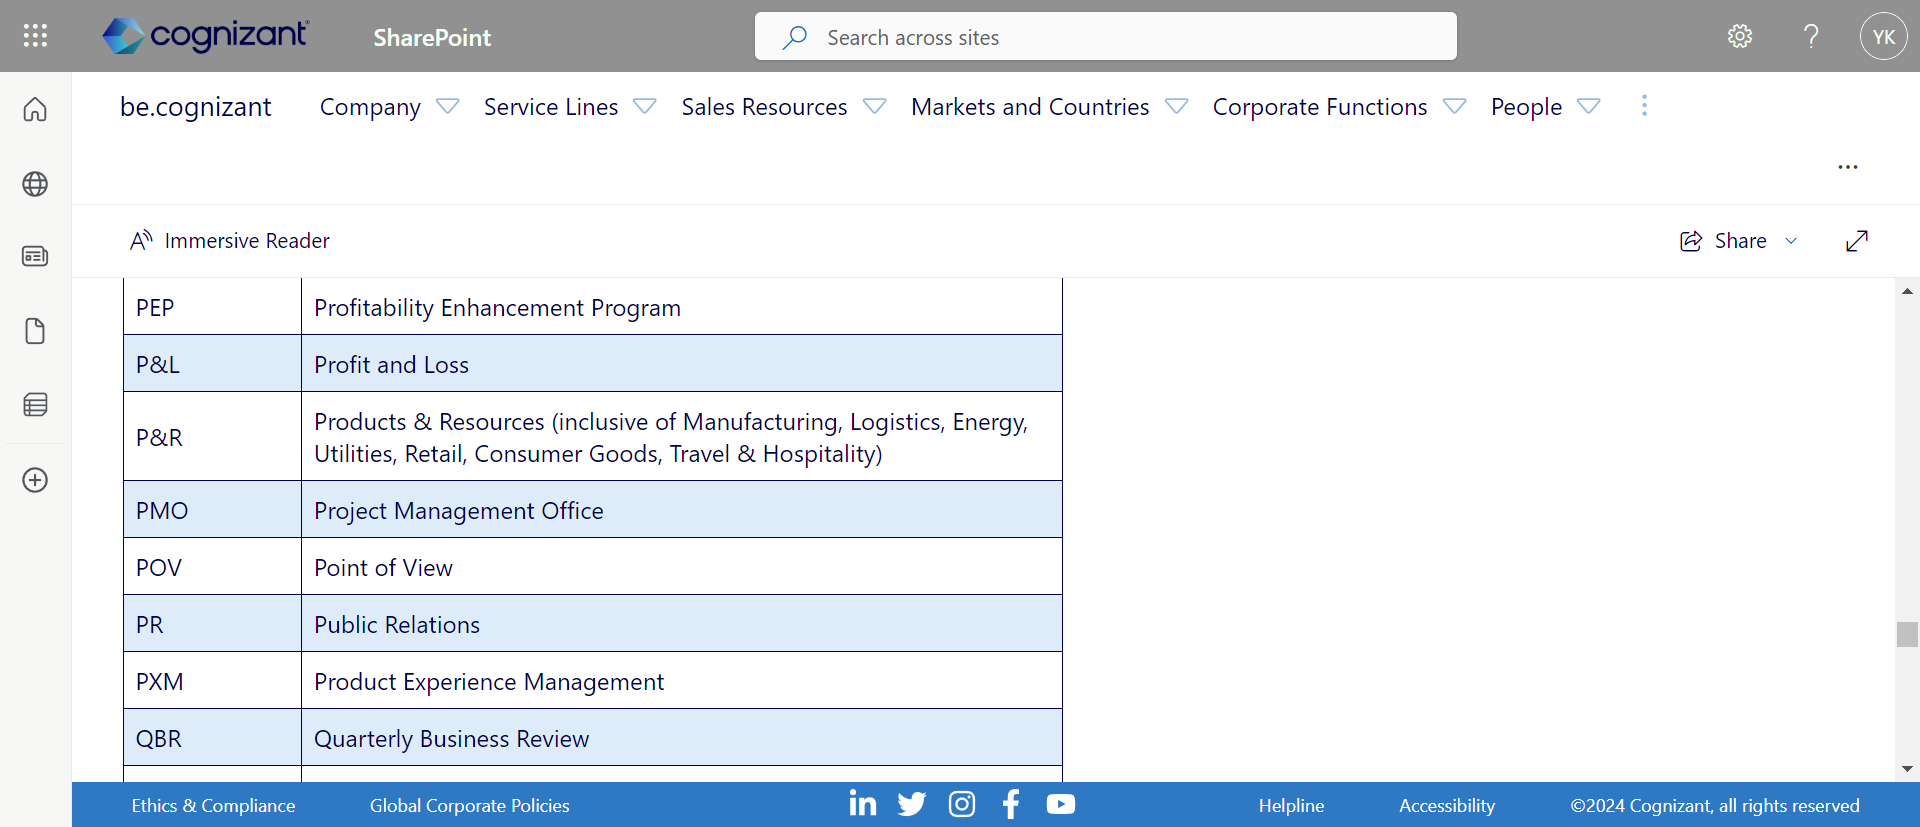 cognizant
SharePoint
Search across sites
YK
be.cognizant
Company
Service Lines
Sales Resources
Markets and Countries
Corporate Functions
People
Immersive Reader
Share
PEP Profitability Enhancement Program
P&L Profit and Loss
P&R Products & Resources (inclusive of Manufacturing, Logistics, Energy,
Utilities, Retail, Consumer Goods, Travel & Hospitality)
PMO Project Management Office
POV Point of View
PR Public Relations
PXM Product Experience Management
QBR Quarterly Business Review
Ethics & Compliance
Global Corporate Policies
Helpline
Accessibility
©2024 Cognizant, all rights reserved